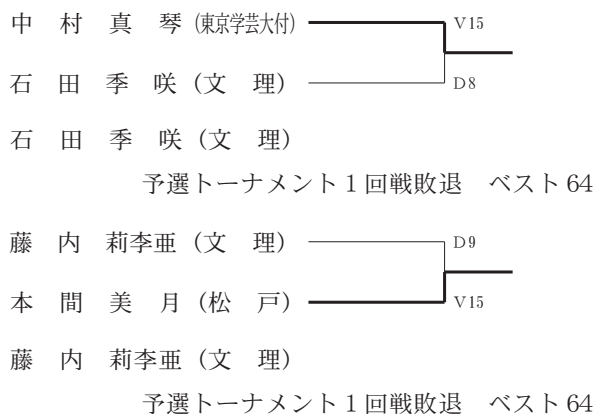 中村真琴(東京学芸大付) V15
石田季咲(文理) D8
石田季咲(文理)
予選トーナメント1回戦敗退 ベスト64
藤内莉李亜(文理) D9
本間美月(松戸) V15
藤内莉李亜(文理)
予選トーナメント1回戦敗退 ベスト64